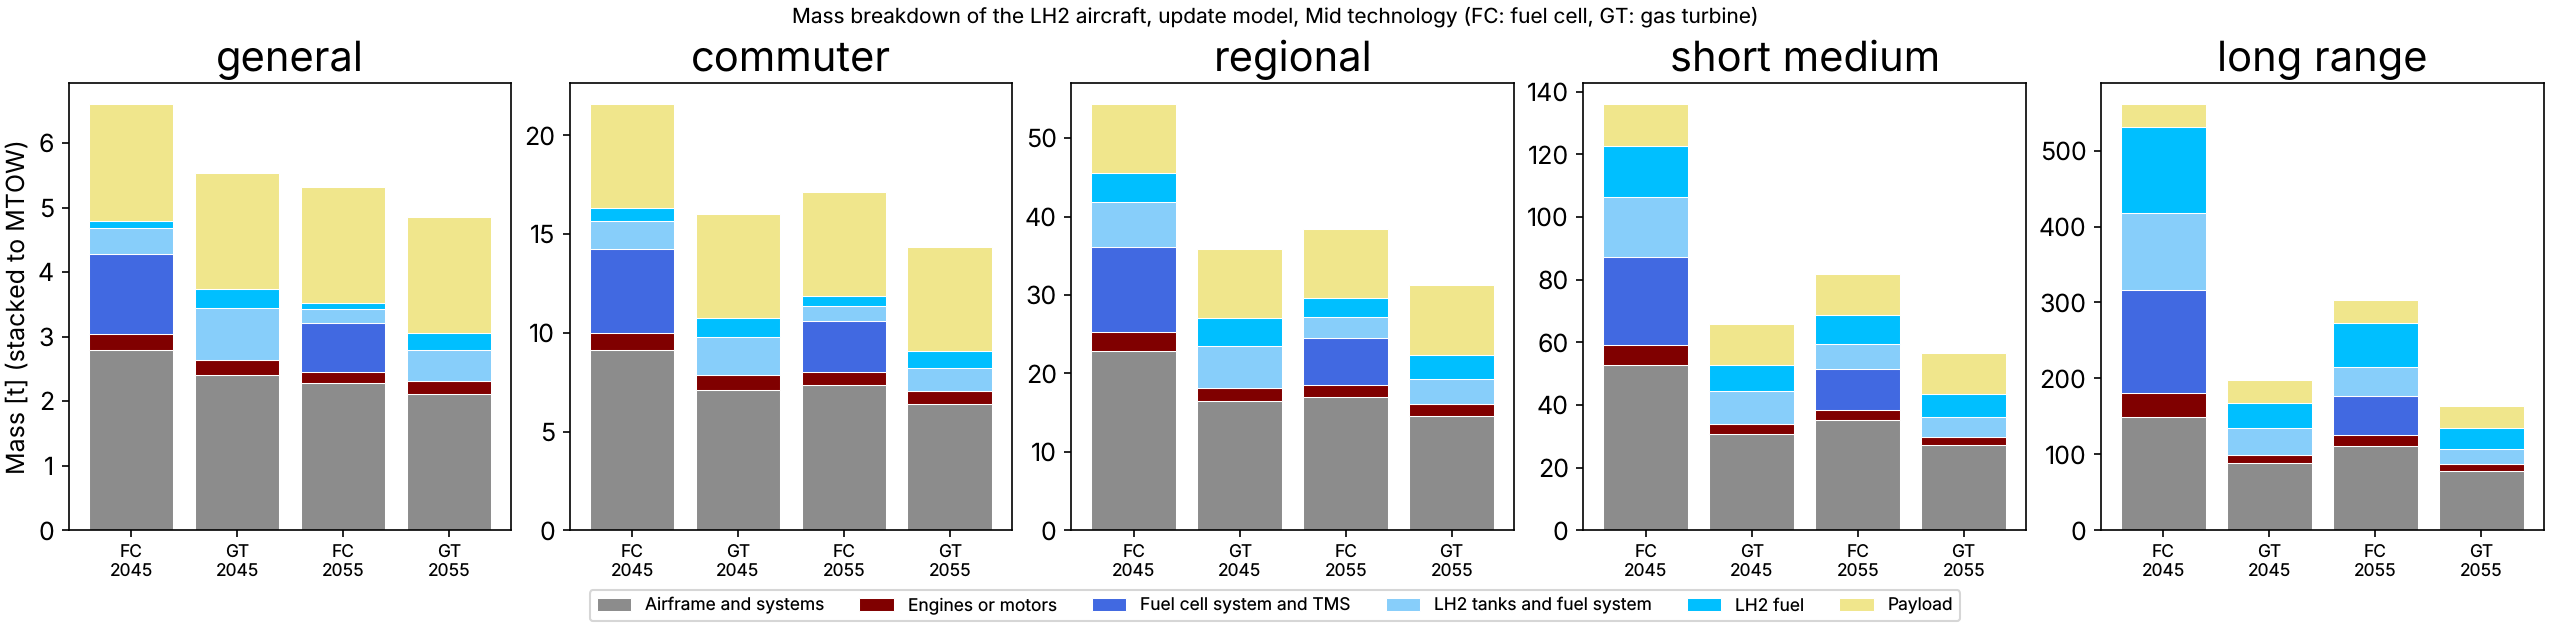 Mass breakdown of the LH2 aircraft, update model, Mid technology (FC: fuel cell, GT: gas turbine)
general
commuter
regional
short medium
long range
Mass [t] (stacked to MTOW)
6
5
4
3
2
1
0
FC 2045
GT 2045
FC 2055
GT 2055
20
15
10
5
0
FC 2045
GT 2045
FC 2055
GT 2055
50
40
30
20
10
0
FC 2045
GT 2045
FC 2055
GT 2055
140
120
100
80
60
40
20
0
FC 2045
GT 2045
FC 2055
GT 2055
500
400
300
200
100
0
FC 2045
GT 2045
FC 2055
GT 2055
Airframe and systems
Engines or motors
Fuel cell system and TMS
LH2 tanks and fuel system
LH2 fuel
Payload